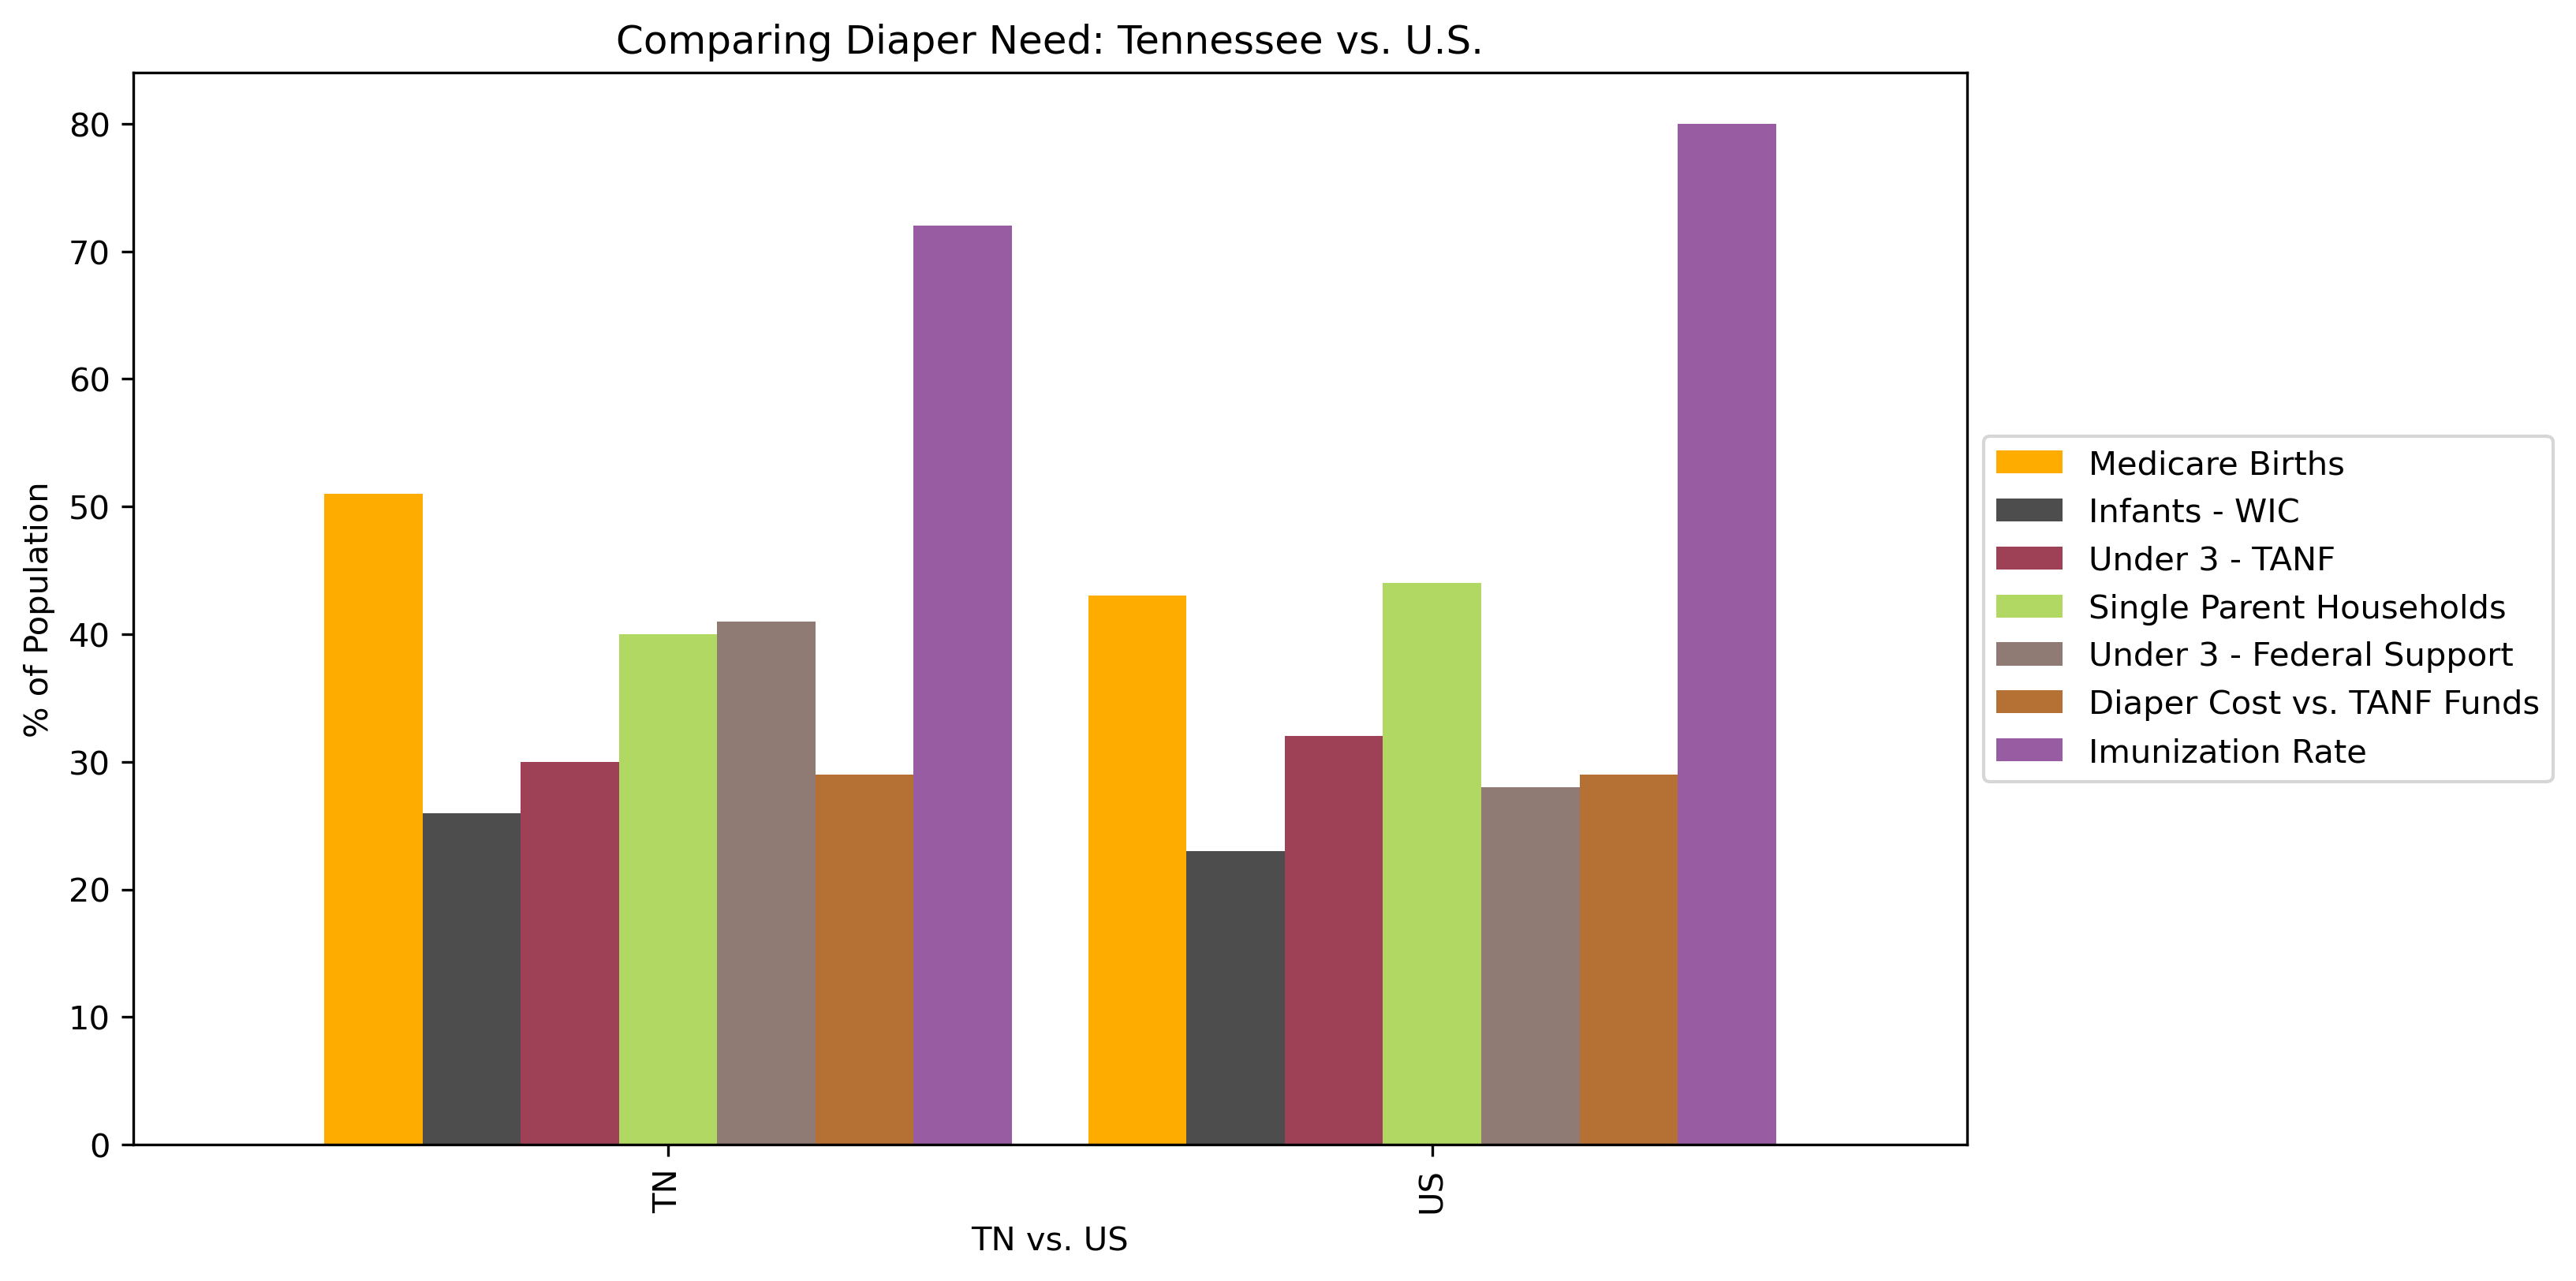 Comparing Diaper Need: Tennessee vs. U.S.
% of Population
80
70
60
50
40
30
20
10
0
TN
US
TN vs. US
Medicare Births
Infants - WIC
Under 3 - TANF
Single Parent Households
Under 3 - Federal Support
Diaper Cost vs. TANF Funds
Imunization Rate